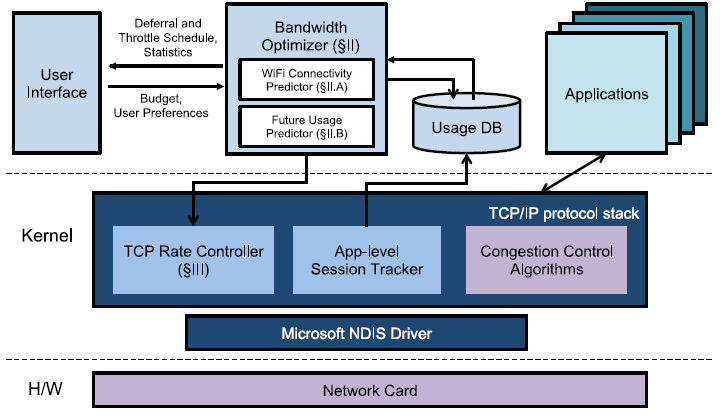 User
Interface
Deferral and
Throttle Schedule,
Statistics
Budget,
User Preferences
Bandwidth
Optimizer (§II)
WiFi Connectivity
Predictor (§II.A)
Future Usage
Predictor (§II.B)
Usage DB
Applications
Kernel
TCP/IP protocol stack
TCP Rate Controller
(§III)
App-level
Session Tracker
Congestion Control
Algorithms
Microsoft NDIS Driver
H/W
Network Card